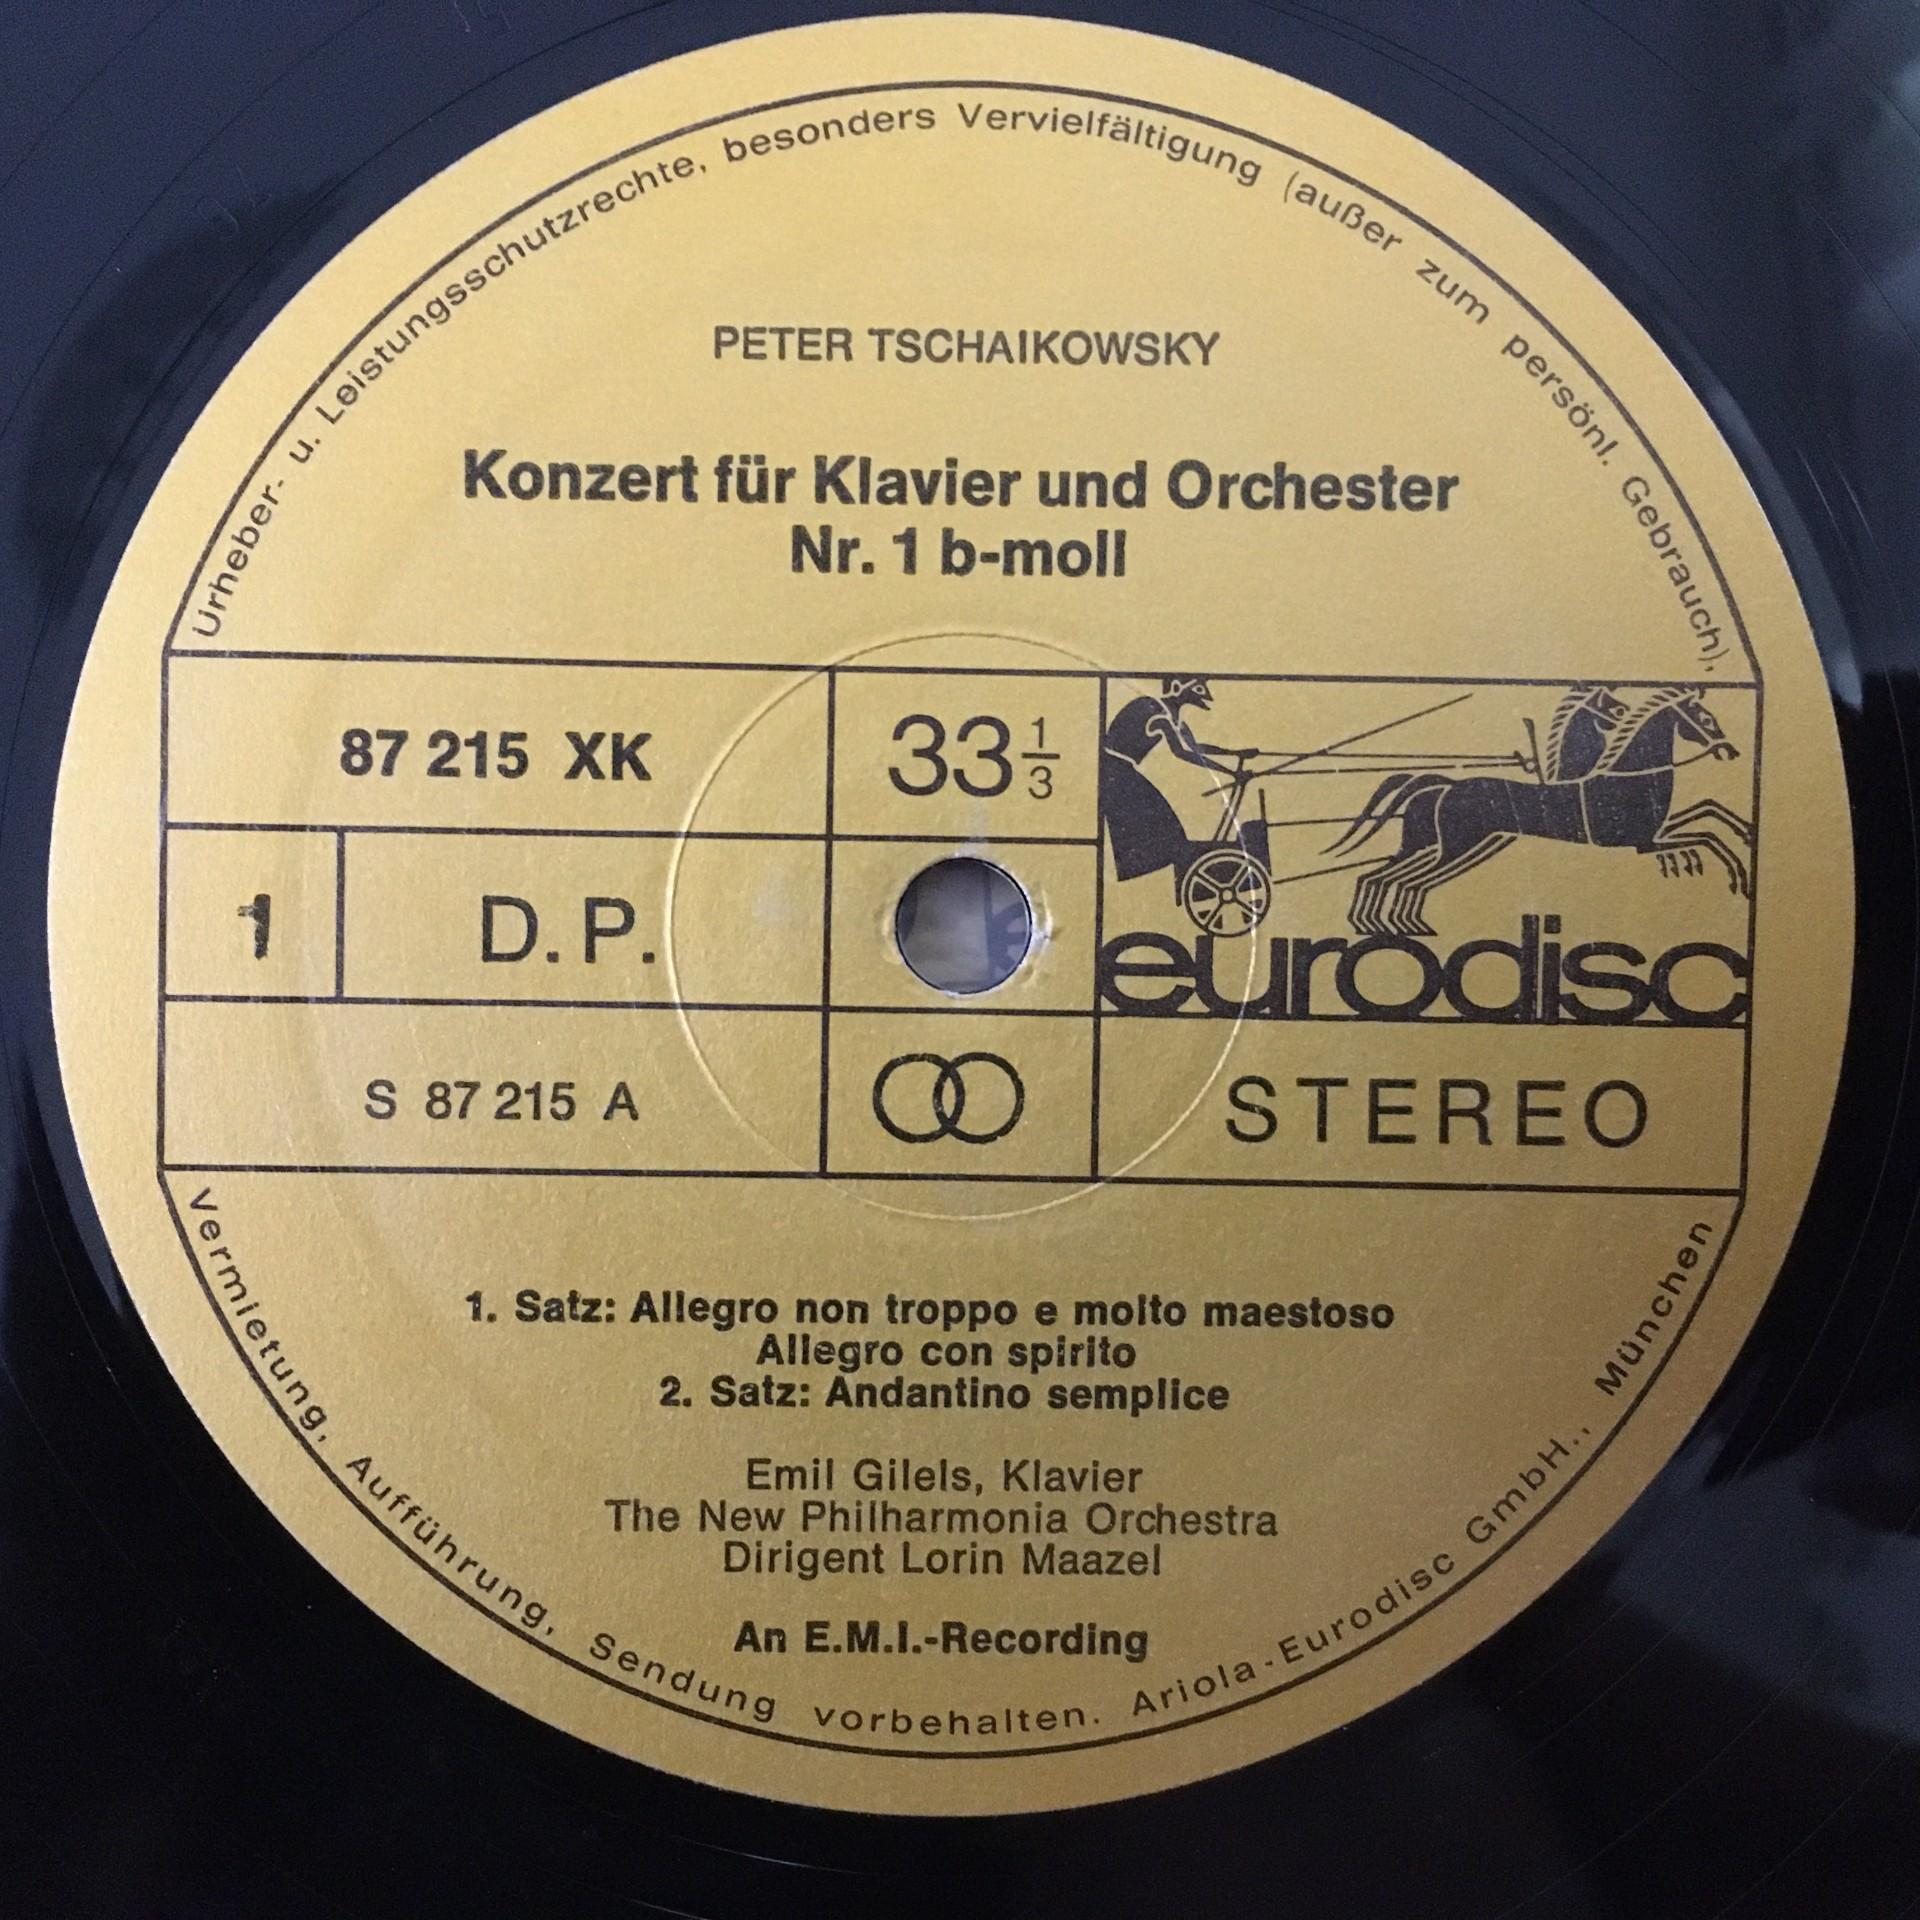 Urheber- u. Leistungsschutzrechte, besonders Vervielfältigung (außer zum persönl. Gebrauch),
PETER TSCHAIKOWSKY
Konzert für Klavier und Orchester
Nr. 1 b-moll
87 215 XK
33 1/3
1
D.P.
eurodisc
S 87 215 A
STEREO
1. Satz: Allegro non troppo e molto maestoso
Allegro con spirito
2. Satz: Andantino semplice
Emil Gilels, Klavier
The New Philharmonia Orchestra
Dirigent Lorin Maazel
An E.M.I.-Recording
Vermietung, Aufführung, Sendung vorbehalten. Ariola-Eurodisc GmbH., München